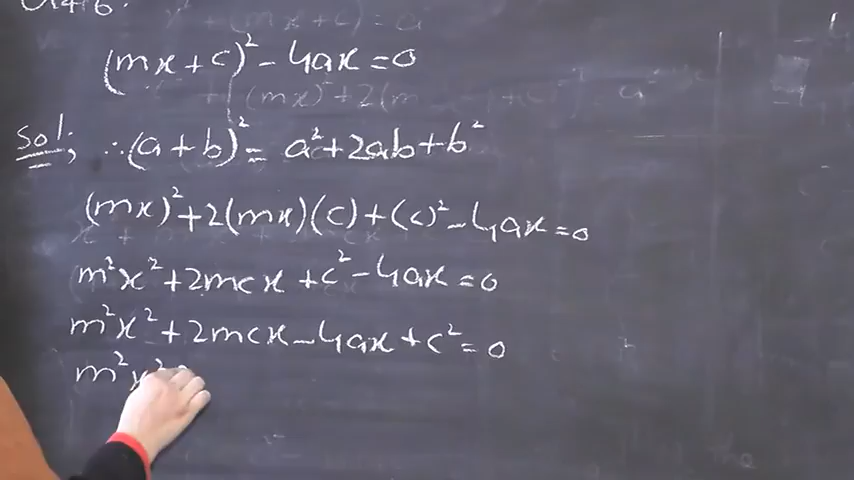 (mx+c)² - 4ax = 0
Sol; ∴(a+b)² = a²+2ab+b²
(mx)²+2(mx)(c)+(c)²-4ax=0
m²x²+2mcx+c²-4ax=0
m²x²+2mcx-4ax+c²=0
m²x²